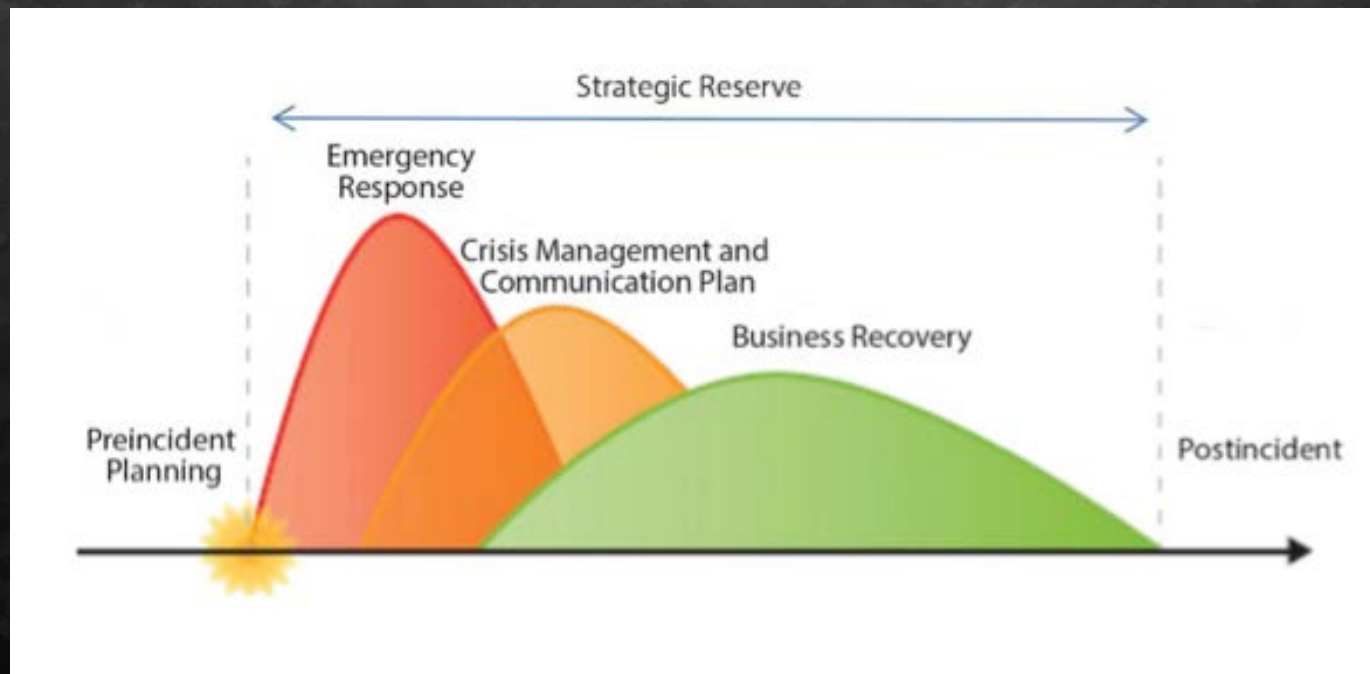 Strategic Reserve
Emergency
Response
Crisis Management and
Communication Plan
Business Recovery
Preincident
Planning
Postincident